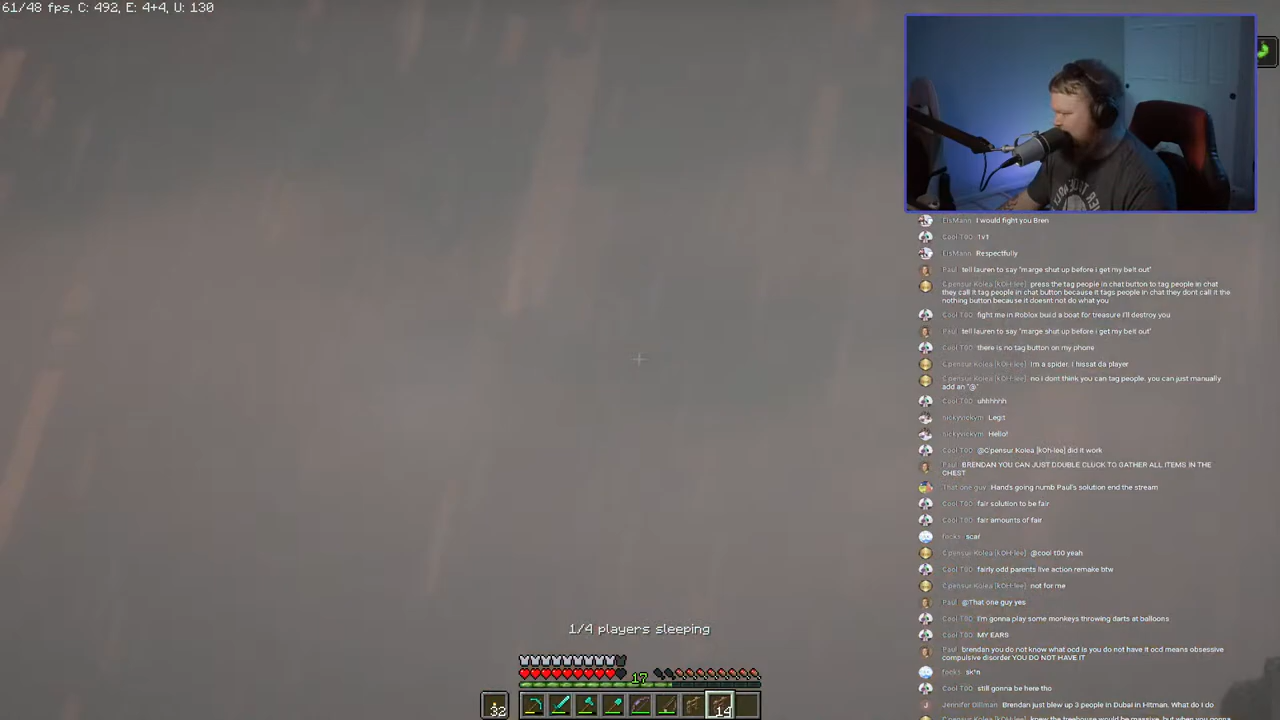 61/48 fps, C: 492, E: 4+4, U: 130
EisMann I would fight you Bren
Cool T00 1v1
EisMann Respectfully
Paul tell lauren to say "marge shut up before i get my belt out"
C'pensur Kolea [kOH-lee] press the tag people in chat button to tag people in chat
they call it tag people in chat button because it tags people in chat they dont call it the
nothing button because it doesnt not do what you
Cool T00 fight me in Roblox build a boat for treasure I'll destroy you
Paul tell lauren to say "marge shut up before i get my belt out"
Cool T00 there is no tag button on my phone
C'pensur Kolea [kOH-lee] Im a spider. I hissat da player
C'pensur Kolea [kOH-lee] no I dont think you can tag people. you can just manually
add an "@"
Cool T00 uhhhhhh
nickyvickym Legit
nickyvickym Hello!
Cool T00 @C'pensur Kolea [kOh-lee] did it work
Paul BRENDAN YOU CAN JUST DOUBLE CLUCK TO GATHER ALL ITEMS IN THE
CHEST
That one guy Hand's going numb Paul's solution end the stream
Cool T00 fair solution to be fair
Cool T00 fair amounts of fair
scar
C'pensur Kolea [kOH-lee] @cool t00 yeah
Cool T00 fairly odd parents live action remake btw
C'pensur Kolea [kOH-lee] not for me
Paul @That one guy yes
Cool T00 I'm gonna play some monkeys throwing darts at balloons
Cool T00 MY EARS
Paul brendan you do not know what ocd is you do not have it ocd means obsessive
compulsive disorder YOU DO NOT HAVE IT
Cool T00 still gonna be here tho
Jennifer Dillman Brendan just blew up 3 people in Dubai in Hitman. What do I do
1/4 players sleeping
17
32
14